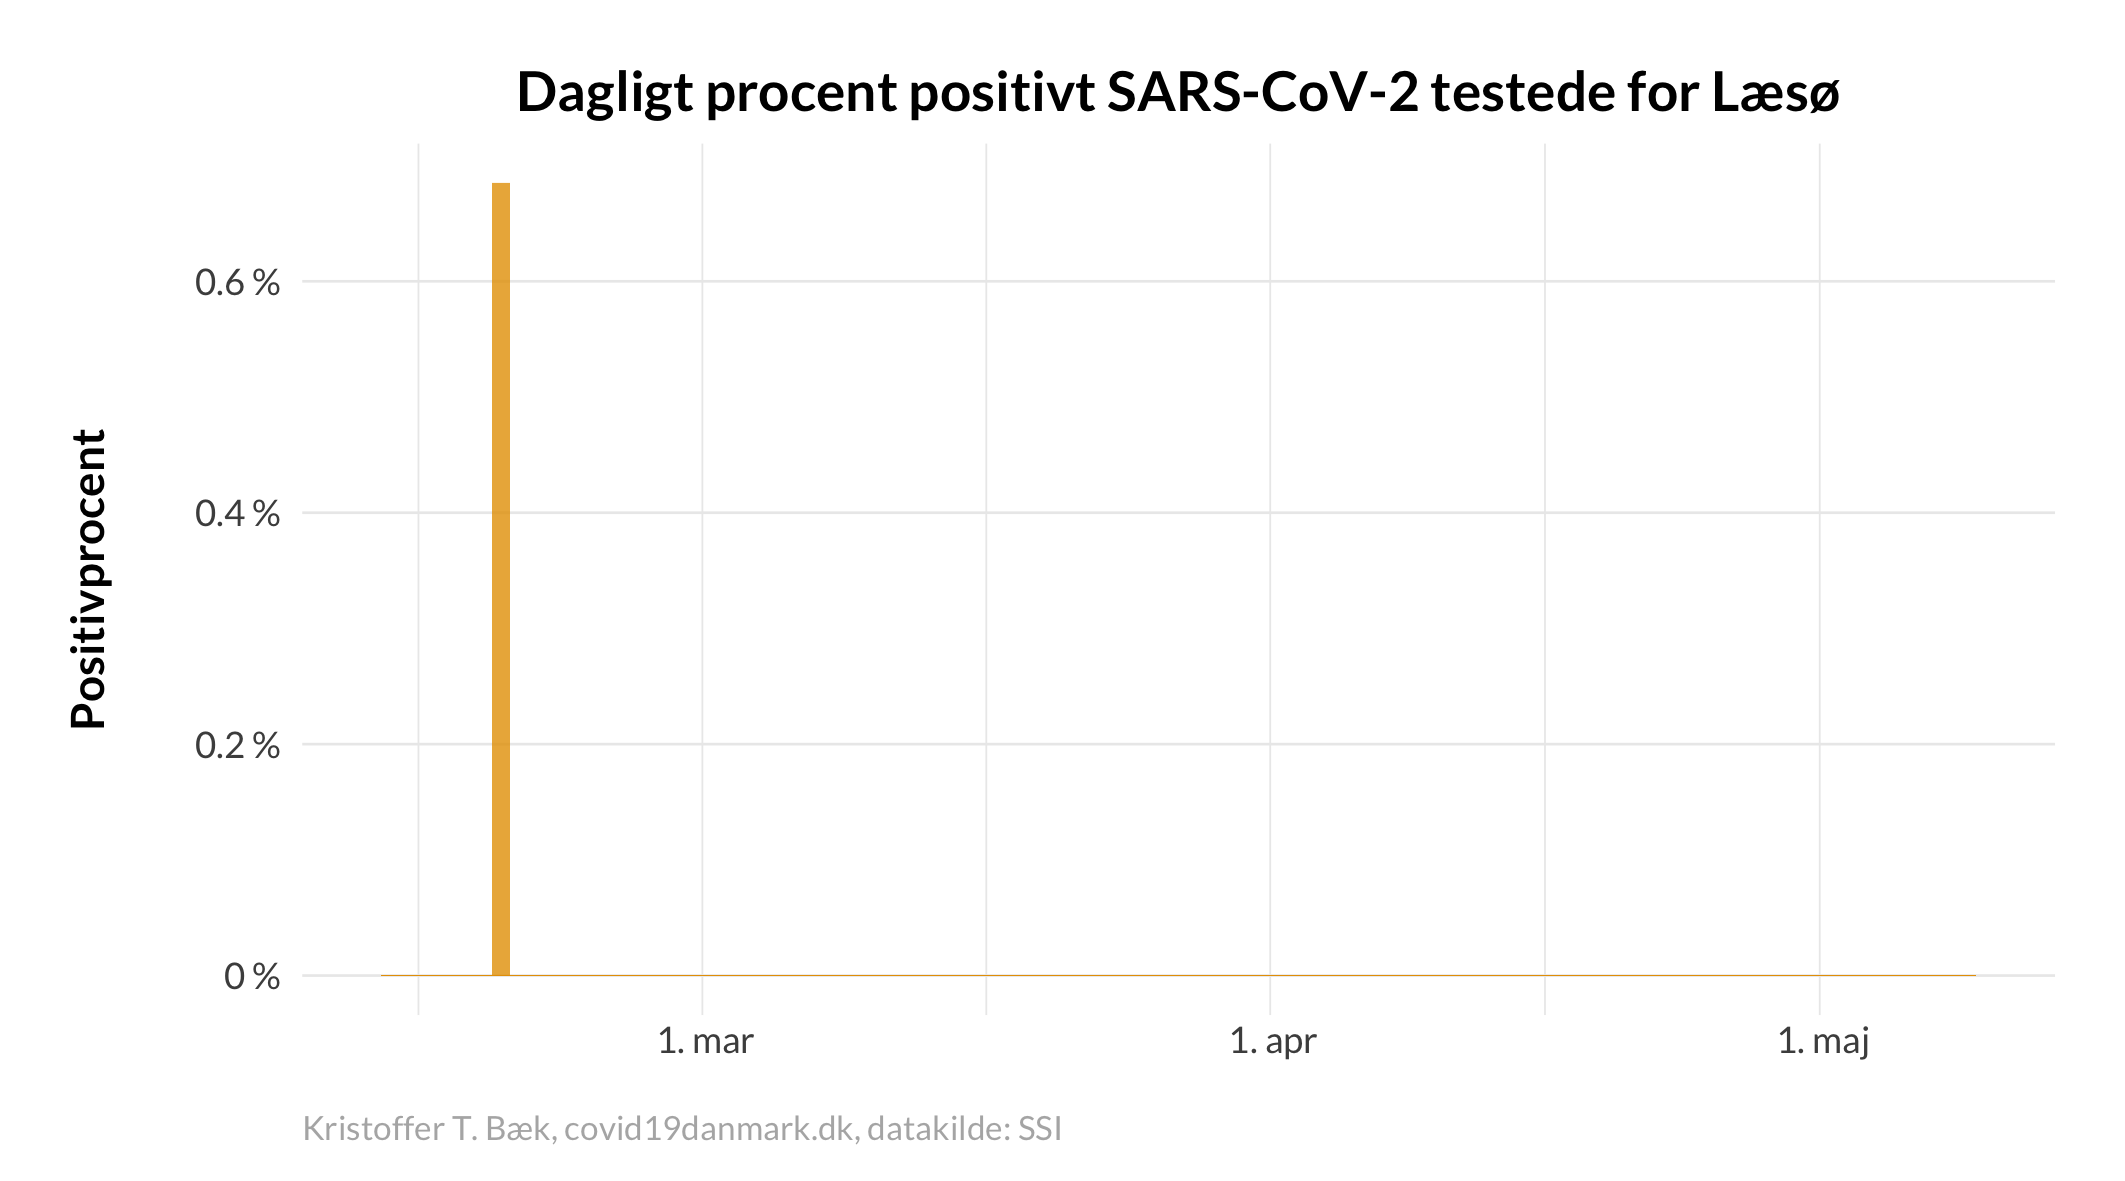 Dagligt procent positivt SARS-CoV-2 testede for Læsø
Positivprocent
0.6 %
0.4 %
0.2 %
0 %
1. mar
1. apr
1. maj
Kristoffer T. Bæk, covid19danmark.dk, datakilde: SSI